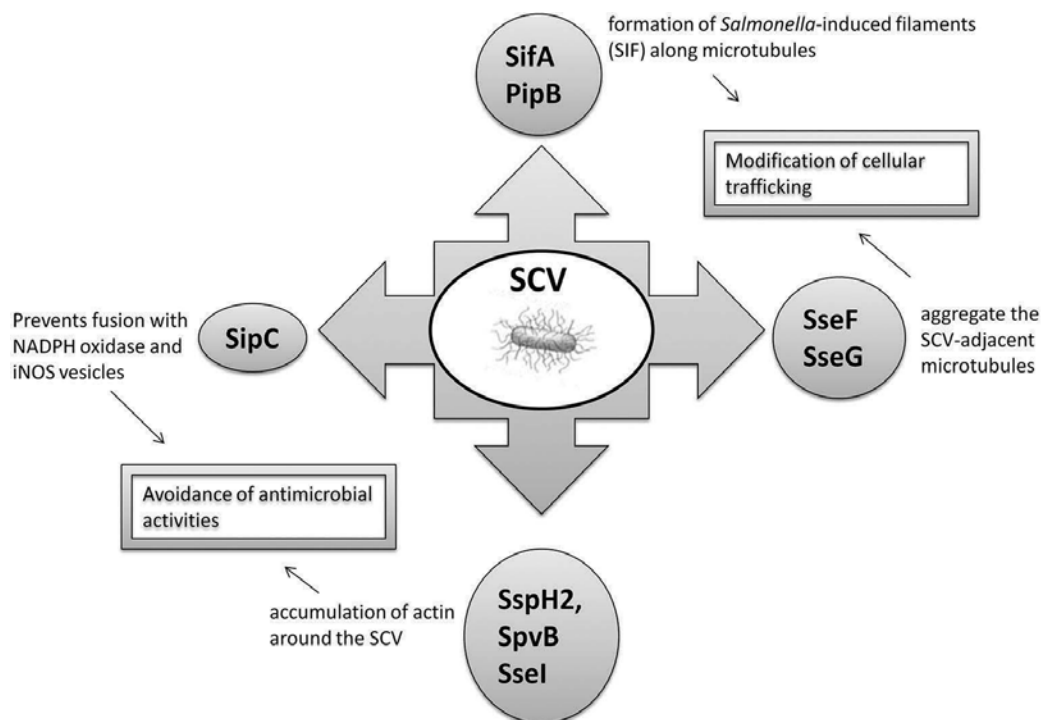 formation of Salmonella-induced filaments
(SIF) along microtubules
SifA
PipB
Modification of cellular
trafficking
SCV
Prevents fusion with
NADPH oxidase and
iNOS vesicles
SipC
SseF
SseG
aggregate the
SCV-adjacent
microtubules
Avoidance of antimicrobial
activities
accumulation of actin
around the SCV
SspH2,
SpvB
SseI